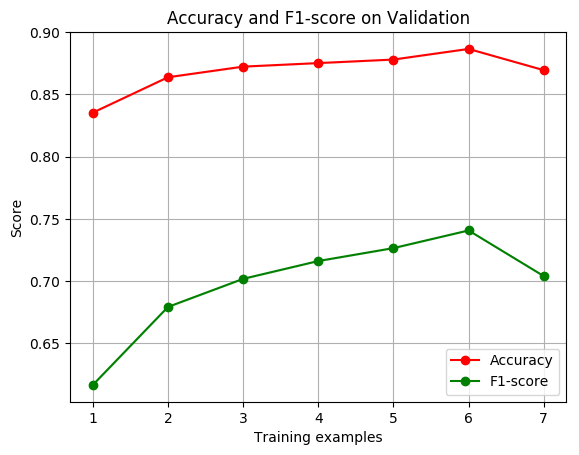 Accuracy and F1-score on Validation
0.90
0.85
0.80
0.75
0.70
0.65
Score
1 2 3 4 5 6 7
Training examples
Accuracy
F1-score